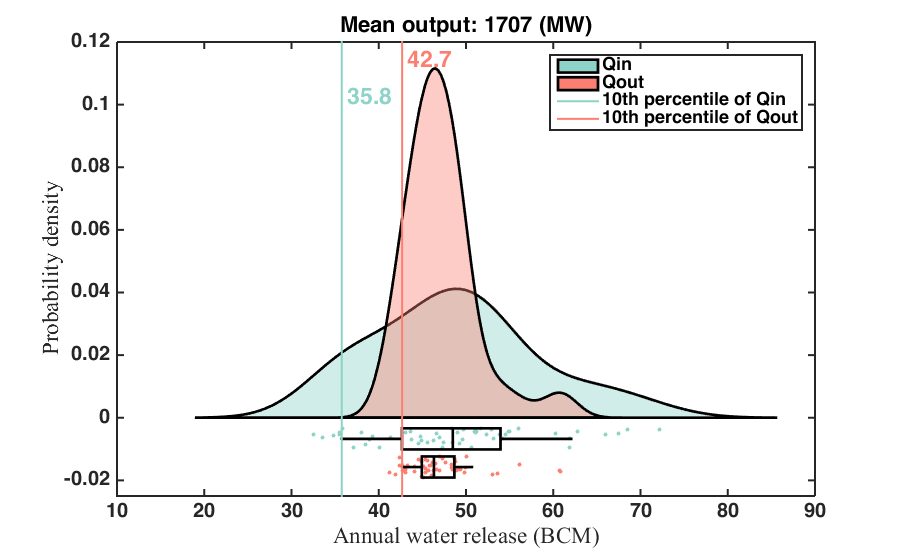 Mean output: 1707 (MW)
0.12
0.1
0.08
0.06
0.04
0.02
0
-0.02
Probability density
35.8
42.7
Qin
Qout
10th percentile of Qin
10th percentile of Qout
10 20 30 40 50 60 70 80 90
Annual water release (BCM)